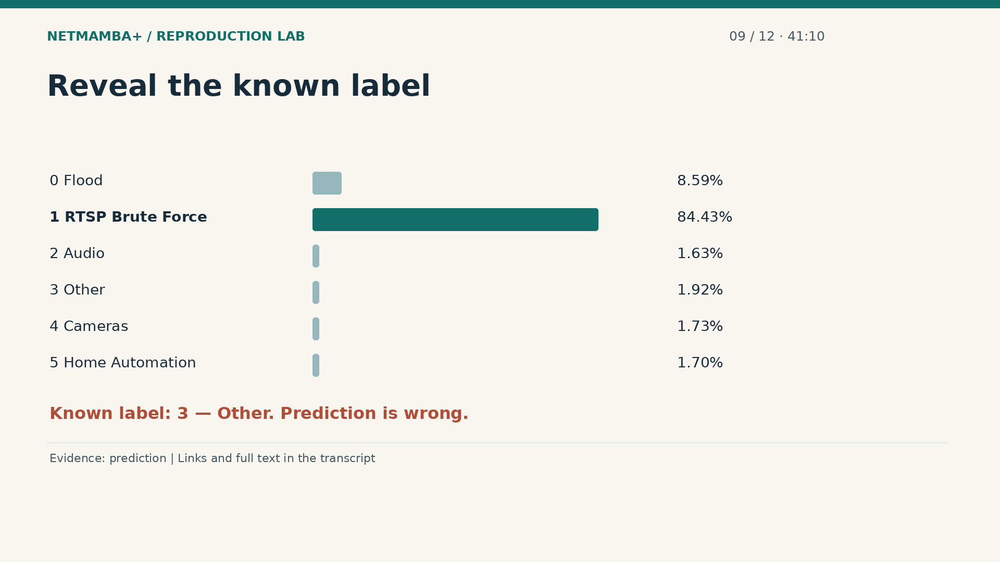 NETMAMBA+ / REPRODUCTION LAB 09 / 12 · 41:10
Reveal the known label
0 Flood 8.59%
1 RTSP Brute Force 84.43%
2 Audio 1.63%
3 Other 1.92%
4 Cameras 1.73%
5 Home Automation 1.70%
Known label: 3 — Other. Prediction is wrong.
Evidence: prediction | Links and full text in the transcript